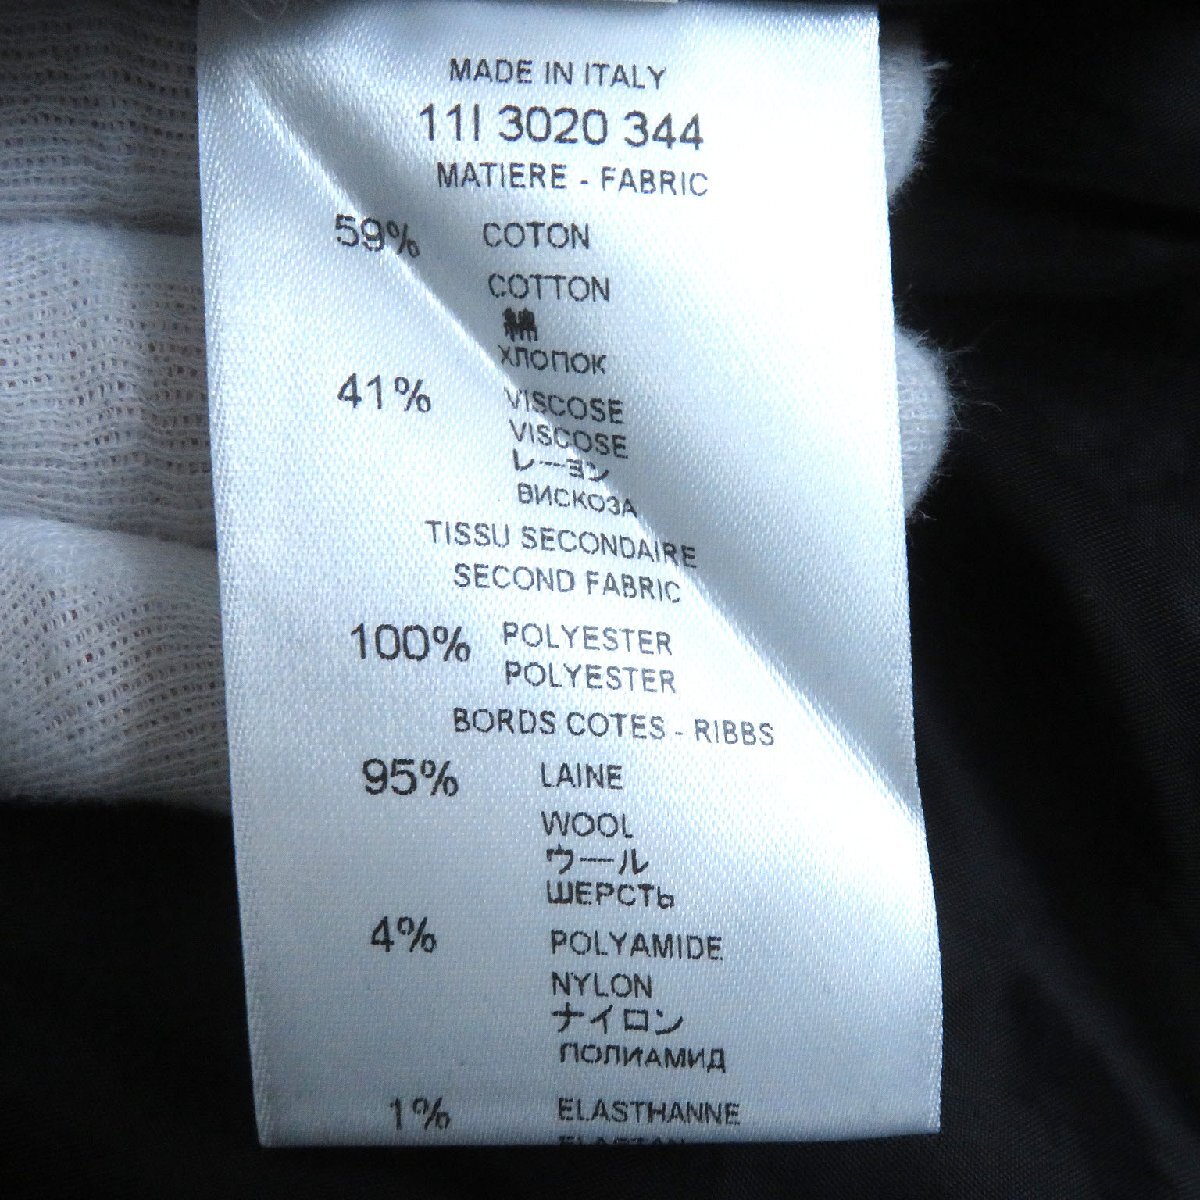 MADE IN ITALY
11I 3020 344
MATIERE - FABRIC
59% COTON
COTTON
綿
ХЛОПОК
41% VISCOSE
VISCOSE
レーヨン
ВИСКОЗА
TISSU SECONDAIRE
SECOND FABRIC
100% POLYESTER
POLYESTER
BORDS COTES - RIBBS
95% LAINE
WOOL
ウール
ШЕРСТЬ
4% POLYAMIDE
NYLON
ナイロン
ПОЛИАМИД
1% ELASTHANNE